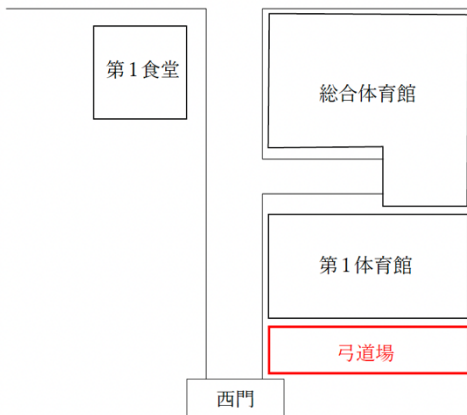 第1食堂
総合体育館
第1体育館
弓道場
西門